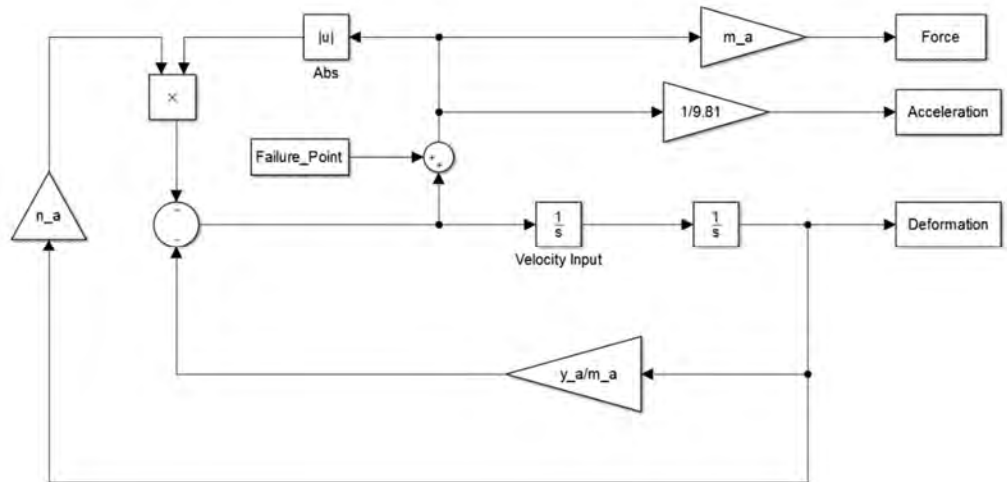 |u|
Abs
m_a
Force
×
1/9.81
Acceleration
Failure_Point
+
+
n_a
-
-
1
s
Velocity Input
1
s
Deformation
y_a/m_a